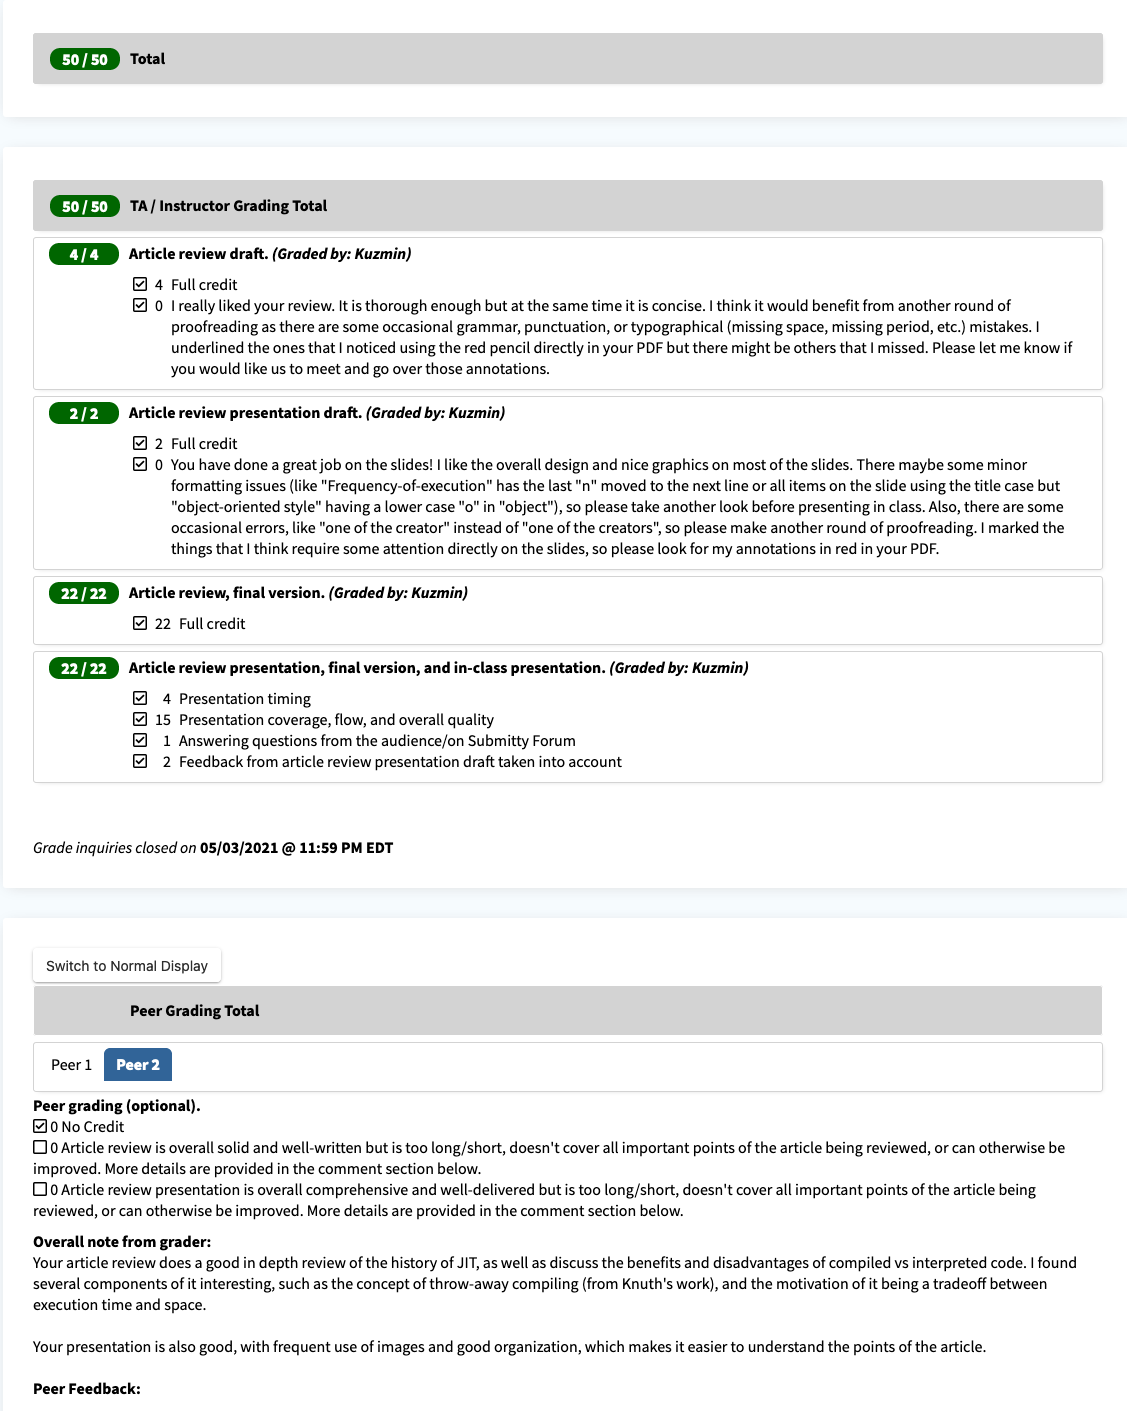 50 / 50 Total
50 / 50 TA / Instructor Grading Total
4 / 4 Article review draft. (Graded by: Kuzmin)
4 Full credit
0 I really liked your review. It is thorough enough but at the same time it is concise. I think it would benefit from another round of
proofreading as there are some occasional grammar, punctuation, or typographical (missing space, missing period, etc.) mistakes. I
underlined the ones that I noticed using the red pencil directly in your PDF but there might be others that I missed. Please let me know if
you would like us to meet and go over those annotations.
2 / 2 Article review presentation draft. (Graded by: Kuzmin)
2 Full credit
0 You have done a great job on the slides! I like the overall design and nice graphics on most of the slides. There maybe some minor
formatting issues (like "Frequency-of-execution" has the last "n" moved to the next line or all items on the slide using the title case but
"object-oriented style" having a lower case "o" in "object"), so please take another look before presenting in class. Also, there are some
occasional errors, like "one of the creator" instead of "one of the creators", so please make another round of proofreading. I marked the
things that I think require some attention directly on the slides, so please look for my annotations in red in your PDF.
22 / 22 Article review, final version. (Graded by: Kuzmin)
22 Full credit
22 / 22 Article review presentation, final version, and in-class presentation. (Graded by: Kuzmin)
4 Presentation timing
15 Presentation coverage, flow, and overall quality
1 Answering questions from the audience/on Submitty Forum
2 Feedback from article review presentation draft taken into account
Grade inquiries closed on 05/03/2021 @ 11:59 PM EDT
Switch to Normal Display
Peer Grading Total
Peer 1 Peer 2
Peer grading (optional).
0 No Credit
0 Article review is overall solid and well-written but is too long/short, doesn't cover all important points of the article being reviewed, or can otherwise be
improved. More details are provided in the comment section below.
0 Article review presentation is overall comprehensive and well-delivered but is too long/short, doesn't cover all important points of the article being
reviewed, or can otherwise be improved. More details are provided in the comment section below.
Overall note from grader:
Your article review does a good in depth review of the history of JIT, as well as discuss the benefits and disadvantages of compiled vs interpreted code. I found
several components of it interesting, such as the concept of throw-away compiling (from Knuth's work), and the motivation of it being a tradeoff between
execution time and space.
Your presentation is also good, with frequent use of images and good organization, which makes it easier to understand the points of the article.
Peer Feedback: